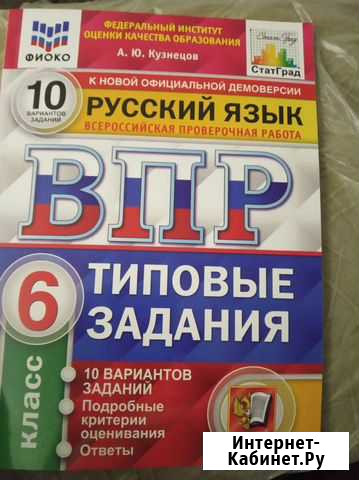 ФЕДЕРАЛЬНЫЙ ИНСТИТУТ
ОЦЕНКИ КАЧЕСТВА ОБРАЗОВАНИЯ
А. Ю. Кузнецов
ФИОКО
СтатГрад
СтатГрад
К НОВОЙ ОФИЦИАЛЬНОЙ ДЕМОВЕРСИИ
10
ВАРИАНТОВ
ЗАДАНИЙ
РУССКИЙ ЯЗЫК
ВСЕРОССИЙСКАЯ ПРОВЕРОЧНАЯ РАБОТА
ВПР
6
класс
ТИПОВЫЕ
ЗАДАНИЯ
10 ВАРИАНТОВ
ЗАДАНИЙ
Подробные
критерии
оценивания
Ответы
Интернет-
Кабинет.Ру